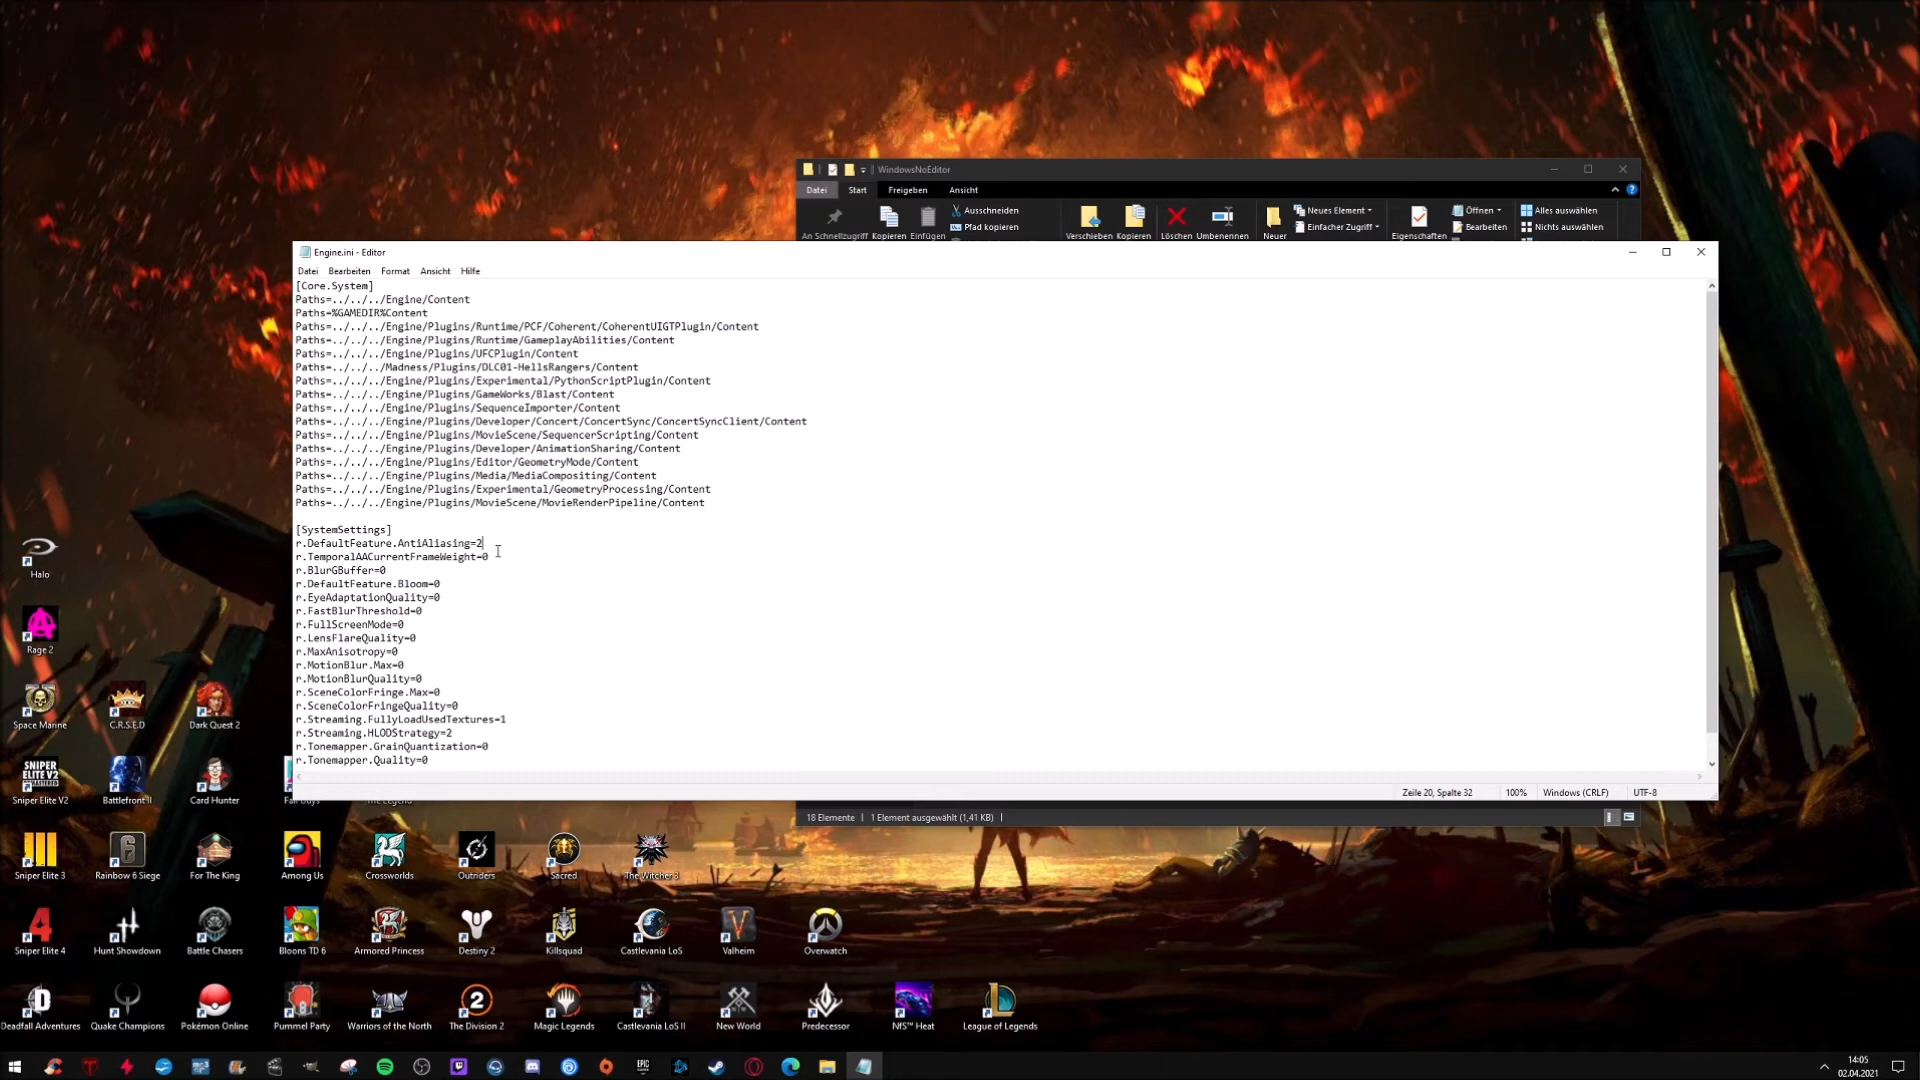 WindowsNoEditor
Datei Start Freigeben Ansicht
An Schnellzugriff Kopieren Einfügen Ausschneiden Pfad kopieren Verschieben Kopieren Löschen Umbenennen Neuer Neues Element Einfacher Zugriff Eigenschaften Öffnen Bearbeiten Alles auswählen Nichts auswählen
Engine.ini - Editor
Datei Bearbeiten Format Ansicht Hilfe
[Core.System]
Paths=../../../Engine/Content
Paths=%GAMEDIR%Content
Paths=../../../Engine/Plugins/Runtime/PCF/Coherent/CoherentUIGTPlugin/Content
Paths=../../../Engine/Plugins/Runtime/GameplayAbilities/Content
Paths=../../../Engine/Plugins/UFCPlugin/Content
Paths=../../../Madness/Plugins/DLC01-HellsRangers/Content
Paths=../../../Engine/Plugins/Experimental/PythonScriptPlugin/Content
Paths=../../../Engine/Plugins/GameWorks/Blast/Content
Paths=../../../Engine/Plugins/SequenceImporter/Content
Paths=../../../Engine/Plugins/Developer/Concert/ConcertSync/ConcertSyncClient/Content
Paths=../../../Engine/Plugins/MovieScene/SequencerScripting/Content
Paths=../../../Engine/Plugins/Developer/AnimationSharing/Content
Paths=../../../Engine/Plugins/Editor/GeometryMode/Content
Paths=../../../Engine/Plugins/Media/MediaCompositing/Content
Paths=../../../Engine/Plugins/Experimental/GeometryProcessing/Content
Paths=../../../Engine/Plugins/MovieScene/MovieRenderPipeline/Content
[SystemSettings]
r.DefaultFeature.AntiAliasing=2
r.TemporalAACurrentFrameWeight=0
r.BlurGBuffer=0
r.DefaultFeature.Bloom=0
r.EyeAdaptationQuality=0
r.FastBlurThreshold=0
r.FullScreenMode=0
r.LensFlareQuality=0
r.MaxAnisotropy=0
r.MotionBlur.Max=0
r.MotionBlurQuality=0
r.SceneColorFringe.Max=0
r.SceneColorFringeQuality=0
r.Streaming.FullyLoadUsedTextures=1
r.Streaming.HLODStrategy=2
r.Tonemapper.GrainQuantization=0
r.Tonemapper.Quality=0
Zeile 20, Spalte 32 100% Windows (CRLF) UTF-8
18 Elemente 1 Element ausgewählt (1,41 KB)
Halo
Rage 2
Space Marine C.R.S.E.D Dark Quest 2
SNIPER ELITE V2 REMASTERED
Sniper Elite V2 Battlefront II Card Hunter
Sniper Elite 3 Rainbow 6 Siege For The King Among Us Crossworlds Outriders Sacred The Witcher 3
Sniper Elite 4 Hunt Showdown Battle Chasers Bloons TD 6 Armored Princess Destiny 2 Killsquad Castlevania LoS Valheim Overwatch
Deadfall Adventures Quake Champions Pokémon Online Pummel Party Warriors of the North The Division 2 Magic Legends Castlevania LoS II New World Predecessor NfS™ Heat League of Legends
EPIC
14:05
02.04.2021